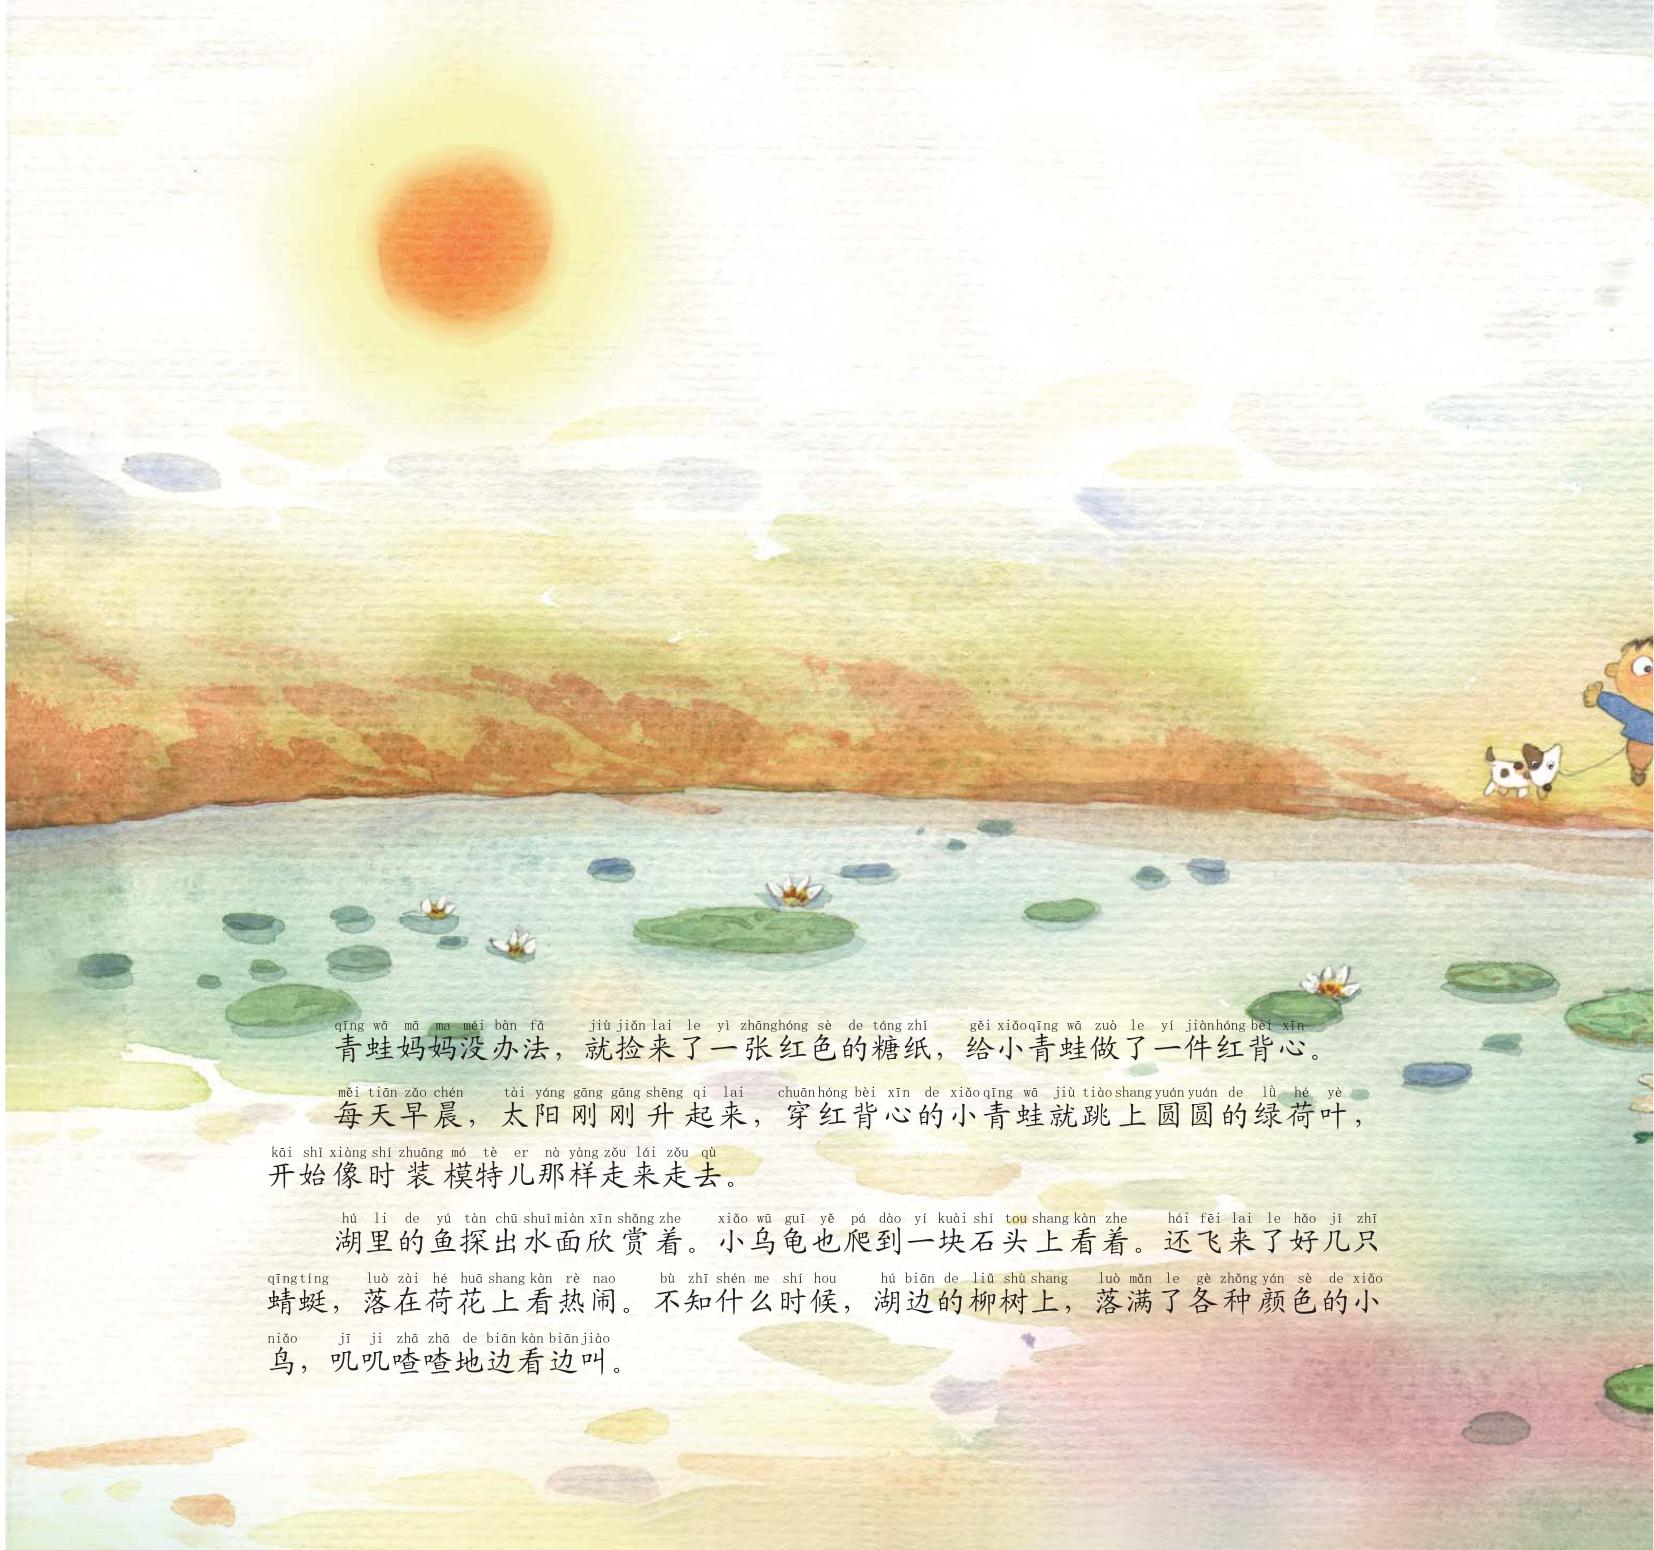 qīng wā mā ma méi bàn fǎ jiù jiǎn lai le yì zhāng hóng sè de táng zhǐ gěi xiǎo qīng wā zuò le yí jiàn hóng bèi xīn
青蛙妈妈没办法，就捡来了一张红色的糖纸，给小青蛙做了一件红背心。
měi tiān zǎo chén tài yáng gāng gāng shēng qi lai chuān hóng bèi xīn de xiǎo qīng wā jiù tiào shang yuán yuán de lǜ hé yè
每天早晨，太阳刚刚升起来，穿红背心的小青蛙就跳上圆圆的绿荷叶，
kāi shǐ xiàng shí zhuāng mó tè er nà yàng zǒu lái zǒu qù
开始像时装模特儿那样走来走去。
hú li de yú tàn chū shuǐ miàn xīn shǎng zhe xiǎo wū guī yě pá dào yí kuài shí tou shang kàn zhe hái fēi lai le hǎo jǐ zhī
湖里的鱼探出水面欣赏着。小乌龟也爬到一块石头上看着。还飞来了好几只
qīng tíng luò zài hé huā shang kàn rè nao bù zhī shén me shí hou hú biān de liǔ shù shang luò mǎn le gè zhǒng yán sè de xiǎo
蜻蜓，落在荷花上看热闹。不知什么时候，湖边的柳树上，落满了各种颜色的小
niǎo jī ji zhā zhā de biān kàn biān jiào
鸟，叽叽喳喳地边看边叫。